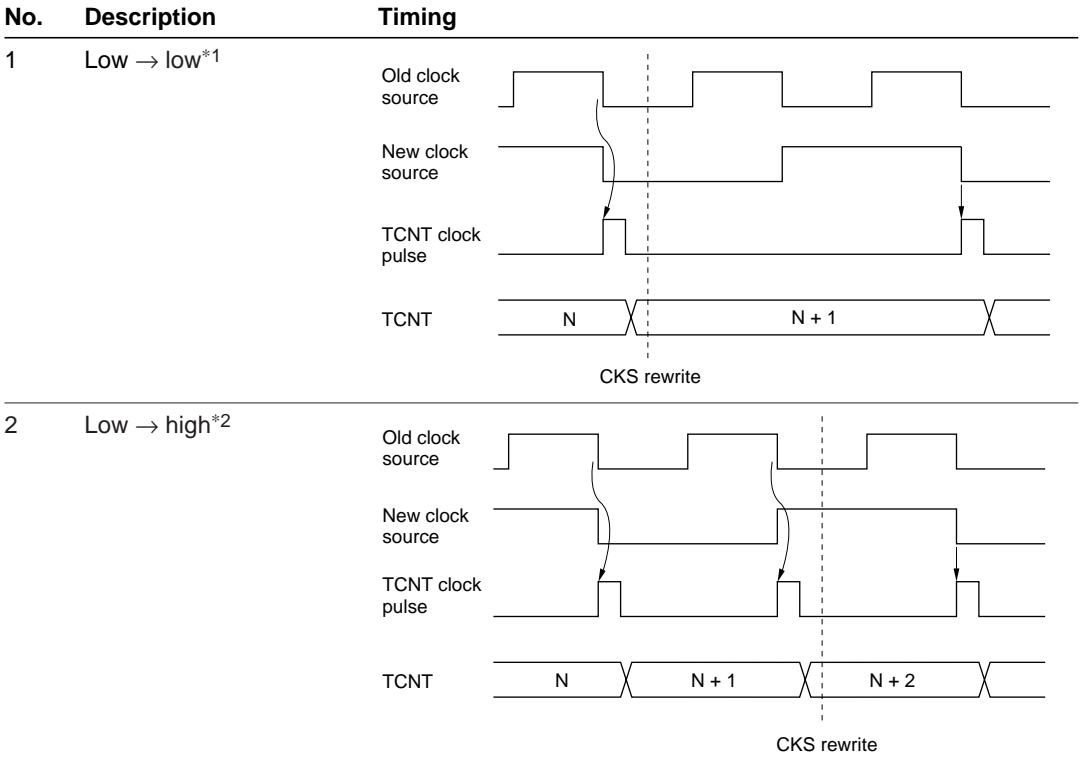 No. Description Timing
1 Low → low*1
Old clock
source
New clock
source
TCNT clock
pulse
TCNT N N + 1
CKS rewrite
2 Low → high*2
Old clock
source
New clock
source
TCNT clock
pulse
TCNT N N + 1 N + 2
CKS rewrite